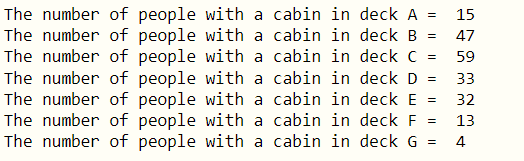 The number of people with a cabin in deck A =  15
The number of people with a cabin in deck B =  47
The number of people with a cabin in deck C =  59
The number of people with a cabin in deck D =  33
The number of people with a cabin in deck E =  32
The number of people with a cabin in deck F =  13
The number of people with a cabin in deck G =  4